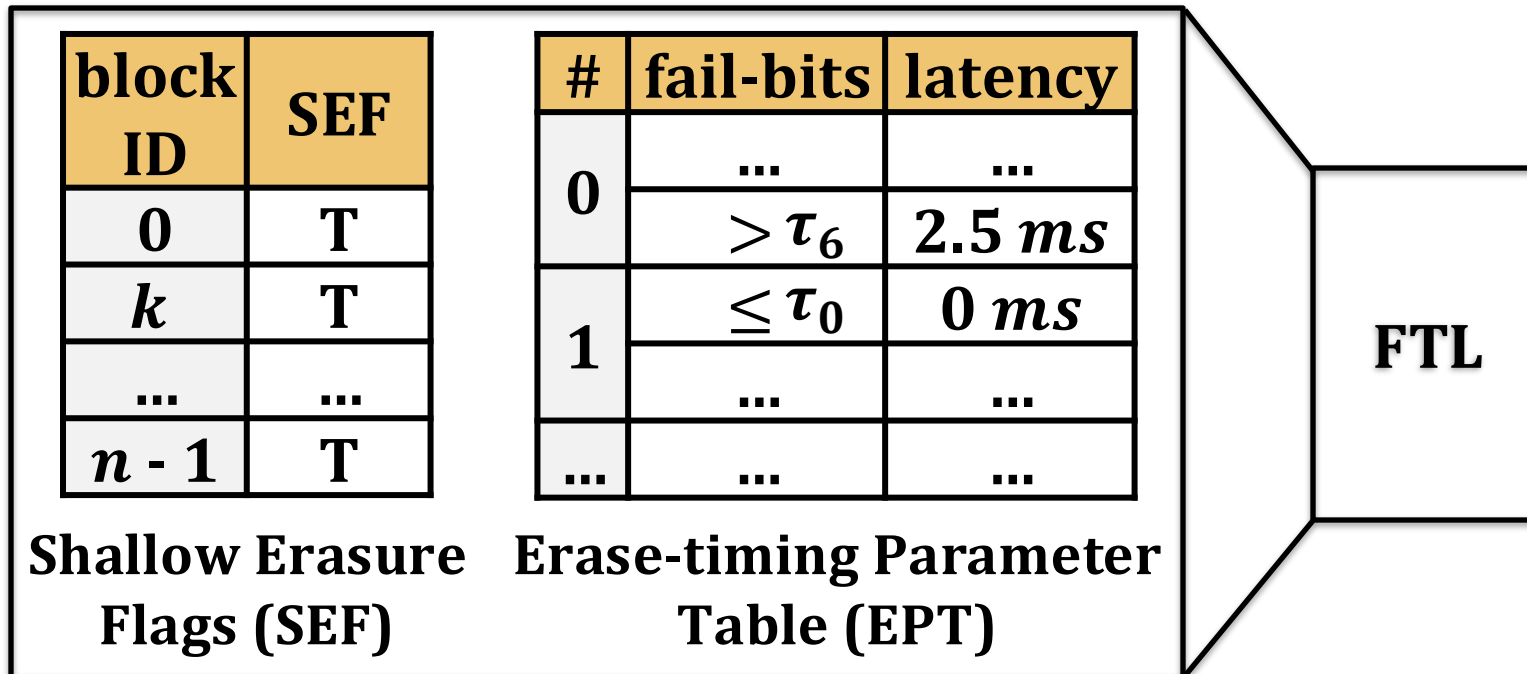 block ID SEF
0 T
k T
... ...
n - 1 T
Shallow Erasure
Flags (SEF)
# fail-bits latency
0 ... ...
> τ6 2.5 ms
1 ≤ τ0 0 ms
... ...
... ... ...
Erase-timing Parameter
Table (EPT)
FTL